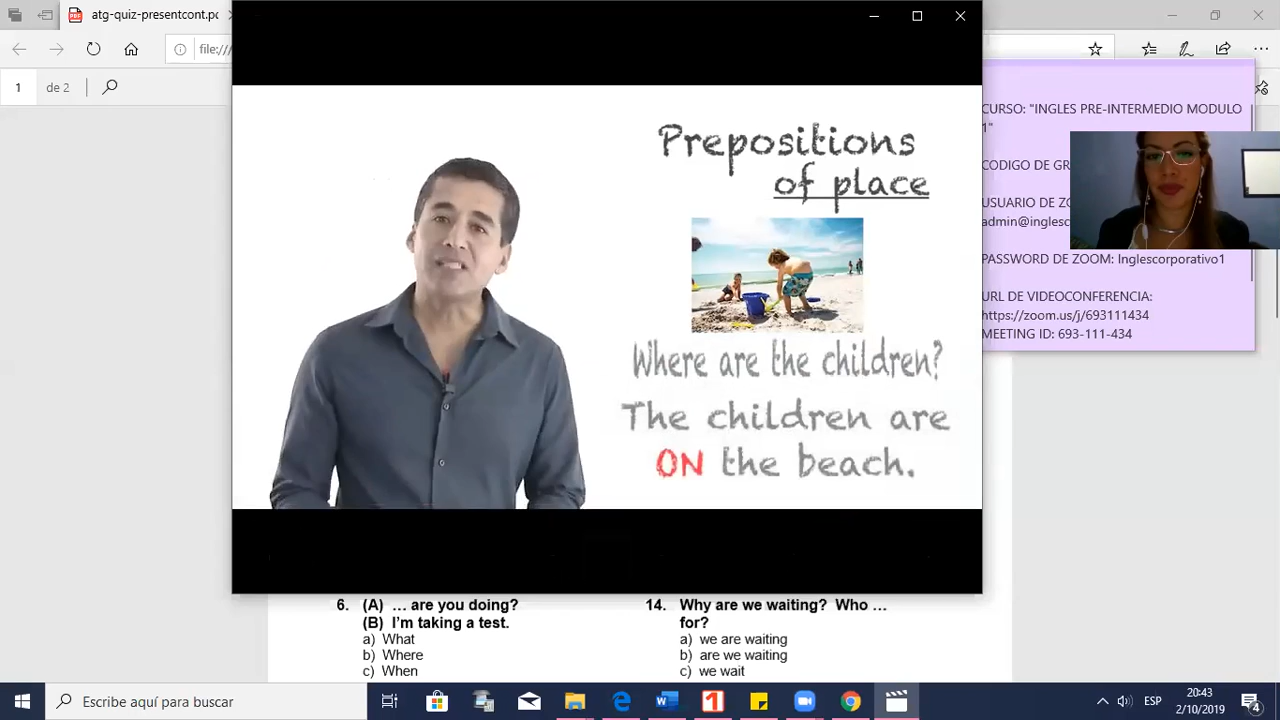 atg-quiz-presentcont.pc
file://
1 de 2
Prepositions
of place
Where are the children?
The children are
ON the beach.
CURSO: "INGLES PRE-INTERMEDIO MODULO
1"
CODIGO DE GR
USUARIO DE ZO
admin@inglesc
PASSWORD DE ZOOM: Inglescorporativo1
URL DE VIDEOCONFERENCIA:
https://zoom.us/j/693111434
MEETING ID: 693-111-434
6. (A) … are you doing?
(B) I'm taking a test.
a) What
b) Where
c) When
14. Why are we waiting? Who …
for?
a) we are waiting
b) are we waiting
c) we wait
Escribe aquí para buscar
ESP
20:43
2/10/2019
4